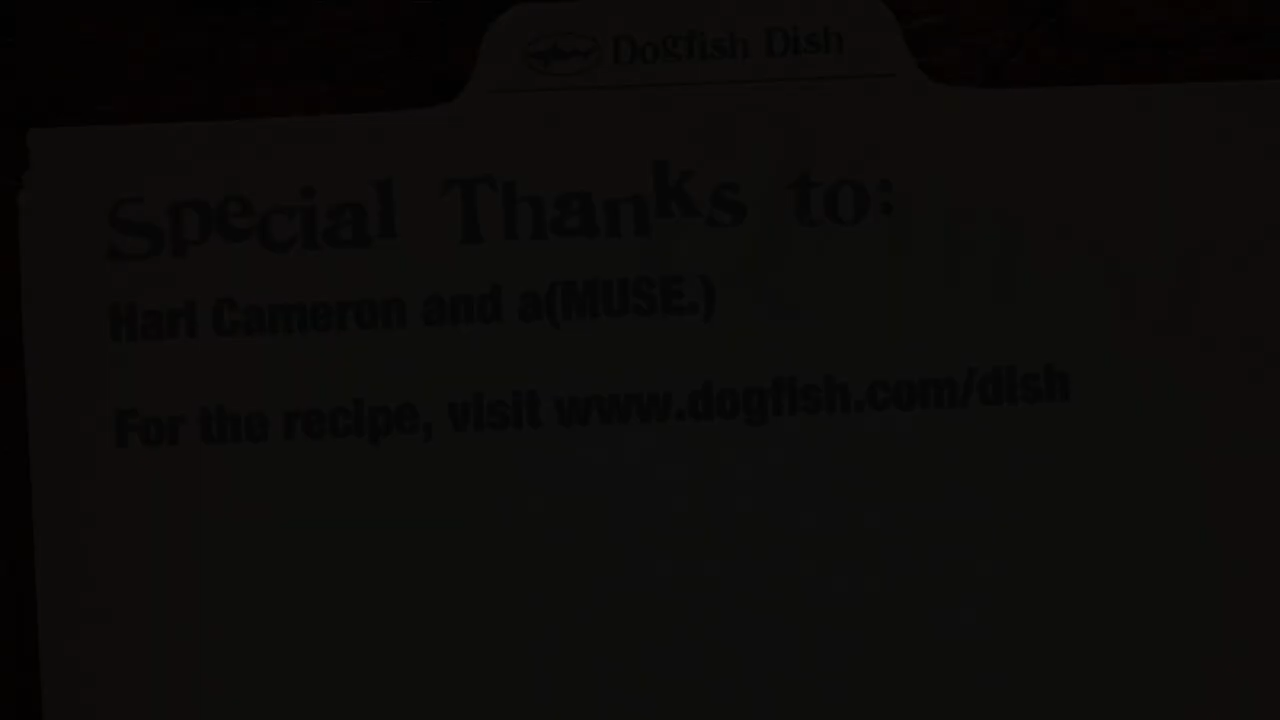 Dogfish Dish
Special Thanks to:
Hari Cameron and a(MUSE.)
For the recipe, visit www.dogfish.com/dish